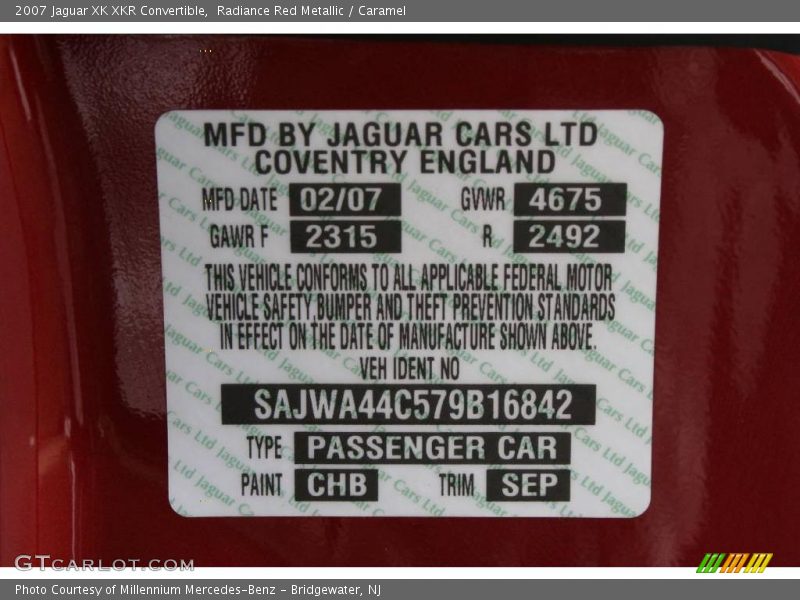 2007 Jaguar XK XKR Convertible, Radiance Red Metallic / Caramel
MFD BY JAGUAR CARS LTD
COVENTRY ENGLAND
MFD DATE 02/07 GVWR 4675
GAWR F 2315 R 2492
THIS VEHICLE CONFORMS TO ALL APPLICABLE FEDERAL MOTOR
VEHICLE SAFETY,BUMPER AND THEFT PREVENTION STANDARDS
IN EFFECT ON THE DATE OF MANUFACTURE SHOWN ABOVE.
VEH IDENT NO
SAJWA44C579B16842
TYPE PASSENGER CAR
PAINT CHB TRIM SEP
GTCARLOT.COM
Photo Courtesy of Millennium Mercedes-Benz - Bridgewater, NJ